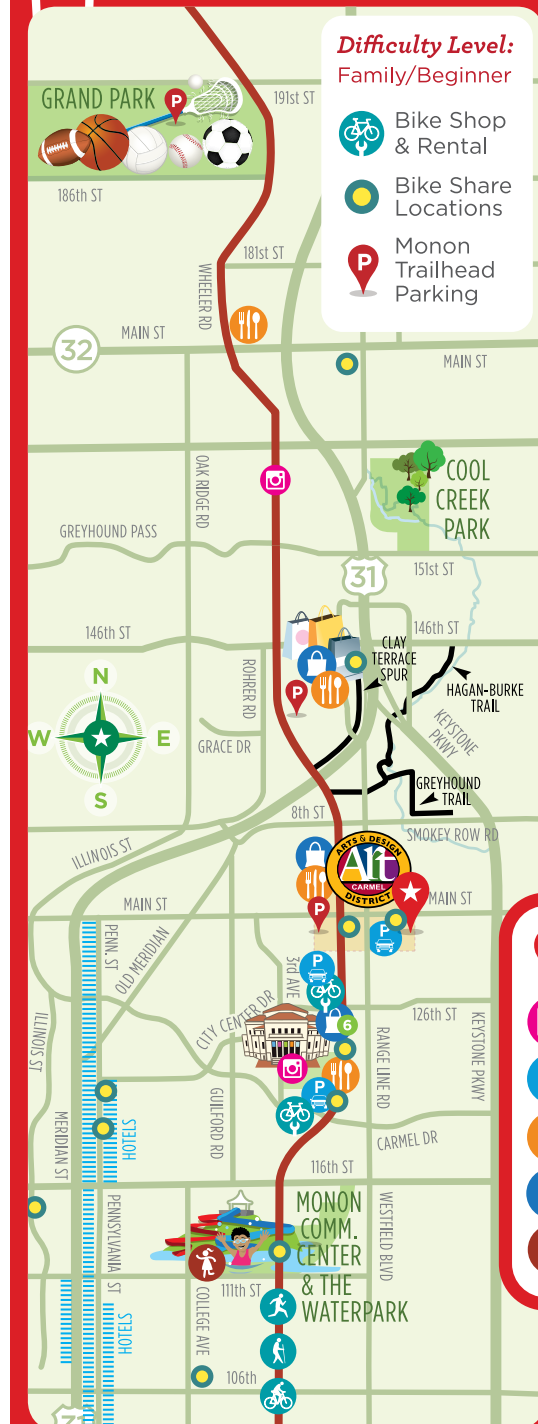 Difficulty Level:
Family/Beginner
Bike Shop
& Rental
Bike Share
Locations
P
Monon
Trailhead
Parking
GRAND PARK
P
191st ST
186th ST
181st ST
WHEELER RD
32
MAIN ST
MAIN ST
OAK RIDGE RD
COOL
CREEK
PARK
GREYHOUND PASS
151st ST
31
146th ST
146th ST
CLAY
TERRACE
SPUR
HAGAN-BURKE
TRAIL
P
ROHRER RD
KEYSTONE
PKWY
N
W
E
S
GRACE DR
GREYHOUND
TRAIL
8th ST
SMOKEY ROW RD
ILLINOIS ST
ARTS & DESIGN
Art
CARMEL
DISTRICT
MAIN ST
MAIN ST
P
P
PENN. ST
OLD MERIDIAN
3rd AVE
P
CITY CENTER DR
126th ST
6
ILLINOIS ST
RANGE LINE RD
KEYSTONE PKWY
P
HOTELS
GUILFORD RD
CARMEL DR
MERIDIAN ST
116th ST
PENNSYLVANIA ST
MONON
COMM.
CENTER
& THE
WATERPARK
WESTFIELD BLVD
111th ST
COLLEGE AVE
HOTELS
106th
31